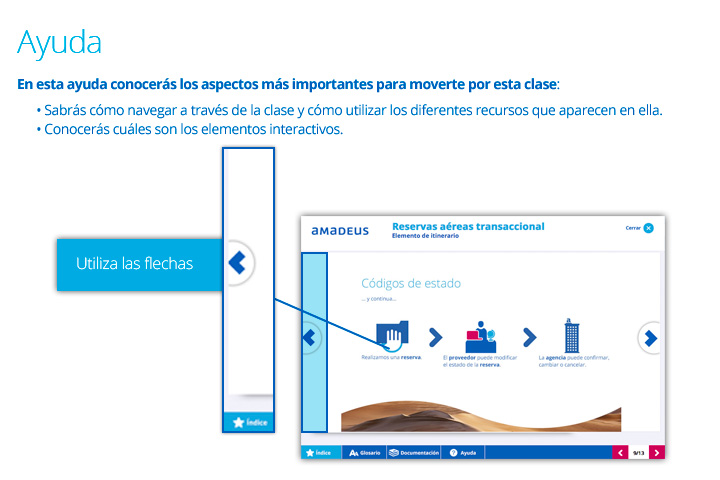 Ayuda
En esta ayuda conocerás los aspectos más importantes para moverte por esta clase:
• Sabrás cómo navegar a través de la clase y cómo utilizar los diferentes recursos que aparecen en ella.
• Conocerás cuáles son los elementos interactivos.
Utiliza las flechas
Índice
amadeus
Reservas aéreas transaccional
Elemento de itinerario
Cerrar
Códigos de estado
... y continua...
Realizamos una reserva.
El proveedor puede modificar
el estado de la reserva.
a
La agencia puede confirmar,
cambiar o cancelar.
Índice
Glosario
Documentación
Ayuda
9/13